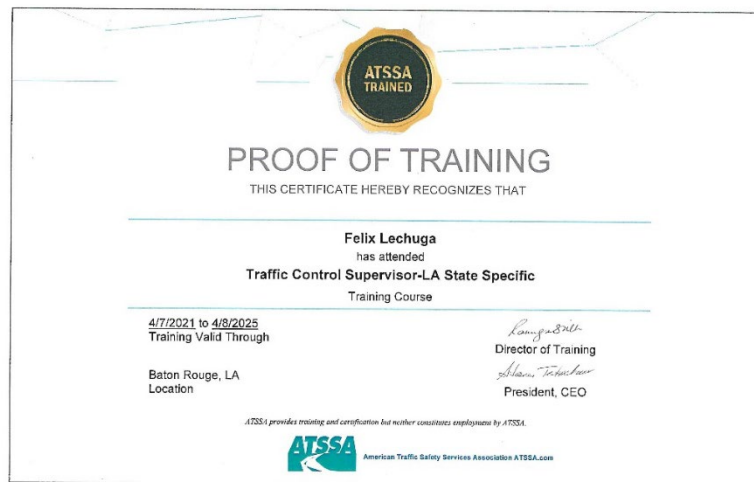 ATSSA
TRAINED
PROOF OF TRAINING
THIS CERTIFICATE HEREBY RECOGNIZES THAT
Felix Lechuga
has attended
Traffic Control Supervisor-LA State Specific
Training Course
4/7/2021 to 4/8/2025
Training Valid Through
Director of Training
Baton Rouge, LA
Location
President, CEO
ATSSA provides training and certification but neither constitutes employment by ATSSA.
ATSSA
American Traffic Safety Services Association ATSSA.com